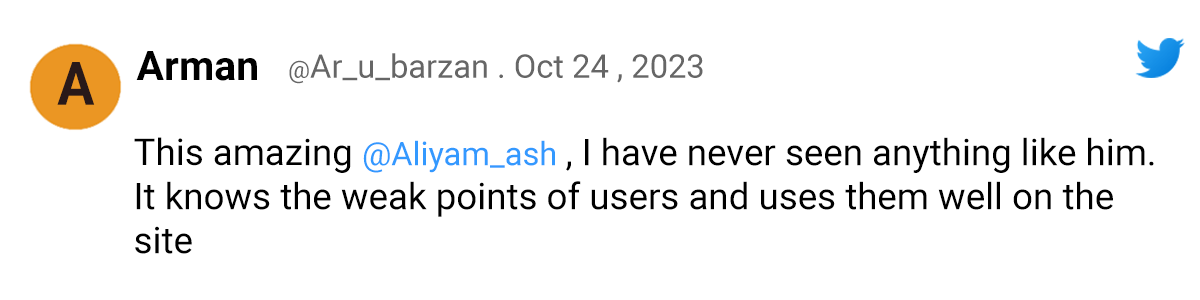 A
Arman @Ar_u_barzan . Oct 24 , 2023
This amazing @Aliyam_ash , I have never seen anything like him.
It knows the weak points of users and uses them well on the
site